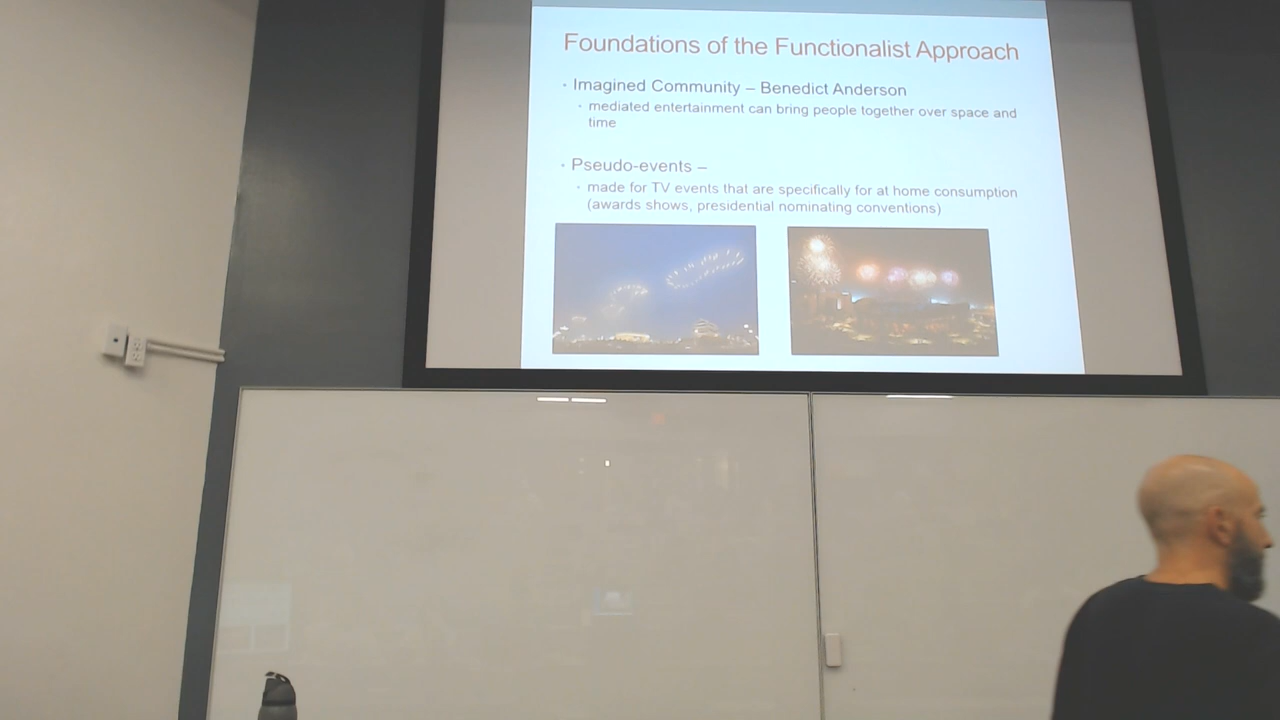 Foundations of the Functionalist Approach
• Imagined Community – Benedict Anderson
• mediated entertainment can bring people together over space and
time
• Pseudo-events –
• made for TV events that are specifically for at home consumption
(awards shows, presidential nominating conventions)